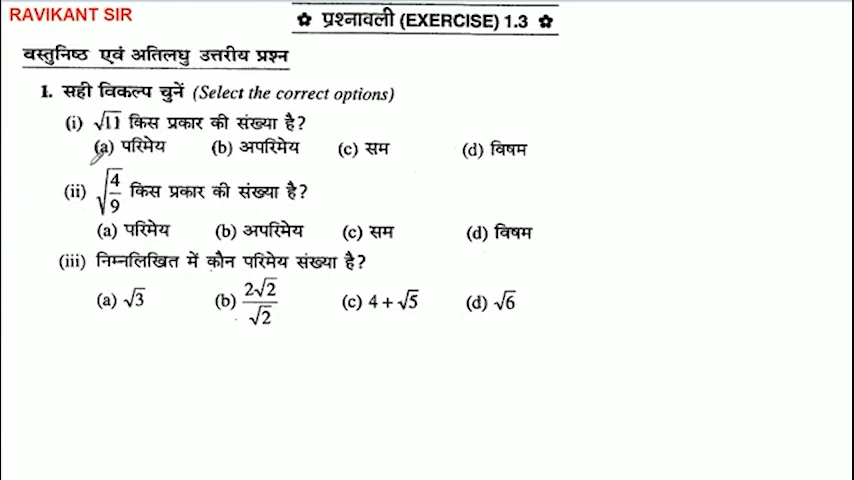 RAVIKANT SIR
✿ प्रश्नावली (EXERCISE) 1.3 ✿
वस्तुनिष्ठ एवं अतिलघु उत्तरीय प्रश्न
1. सही विकल्प चुनें (Select the correct options)
(i) √11 किस प्रकार की संख्या है?
(a) परिमेय (b) अपरिमेय (c) सम (d) विषम
(ii) √(4/9) किस प्रकार की संख्या है?
(a) परिमेय (b) अपरिमेय (c) सम (d) विषम
(iii) निम्नलिखित में कौन परिमेय संख्या है?
(a) √3 (b) 2√2/√2 (c) 4 + √5 (d) √6